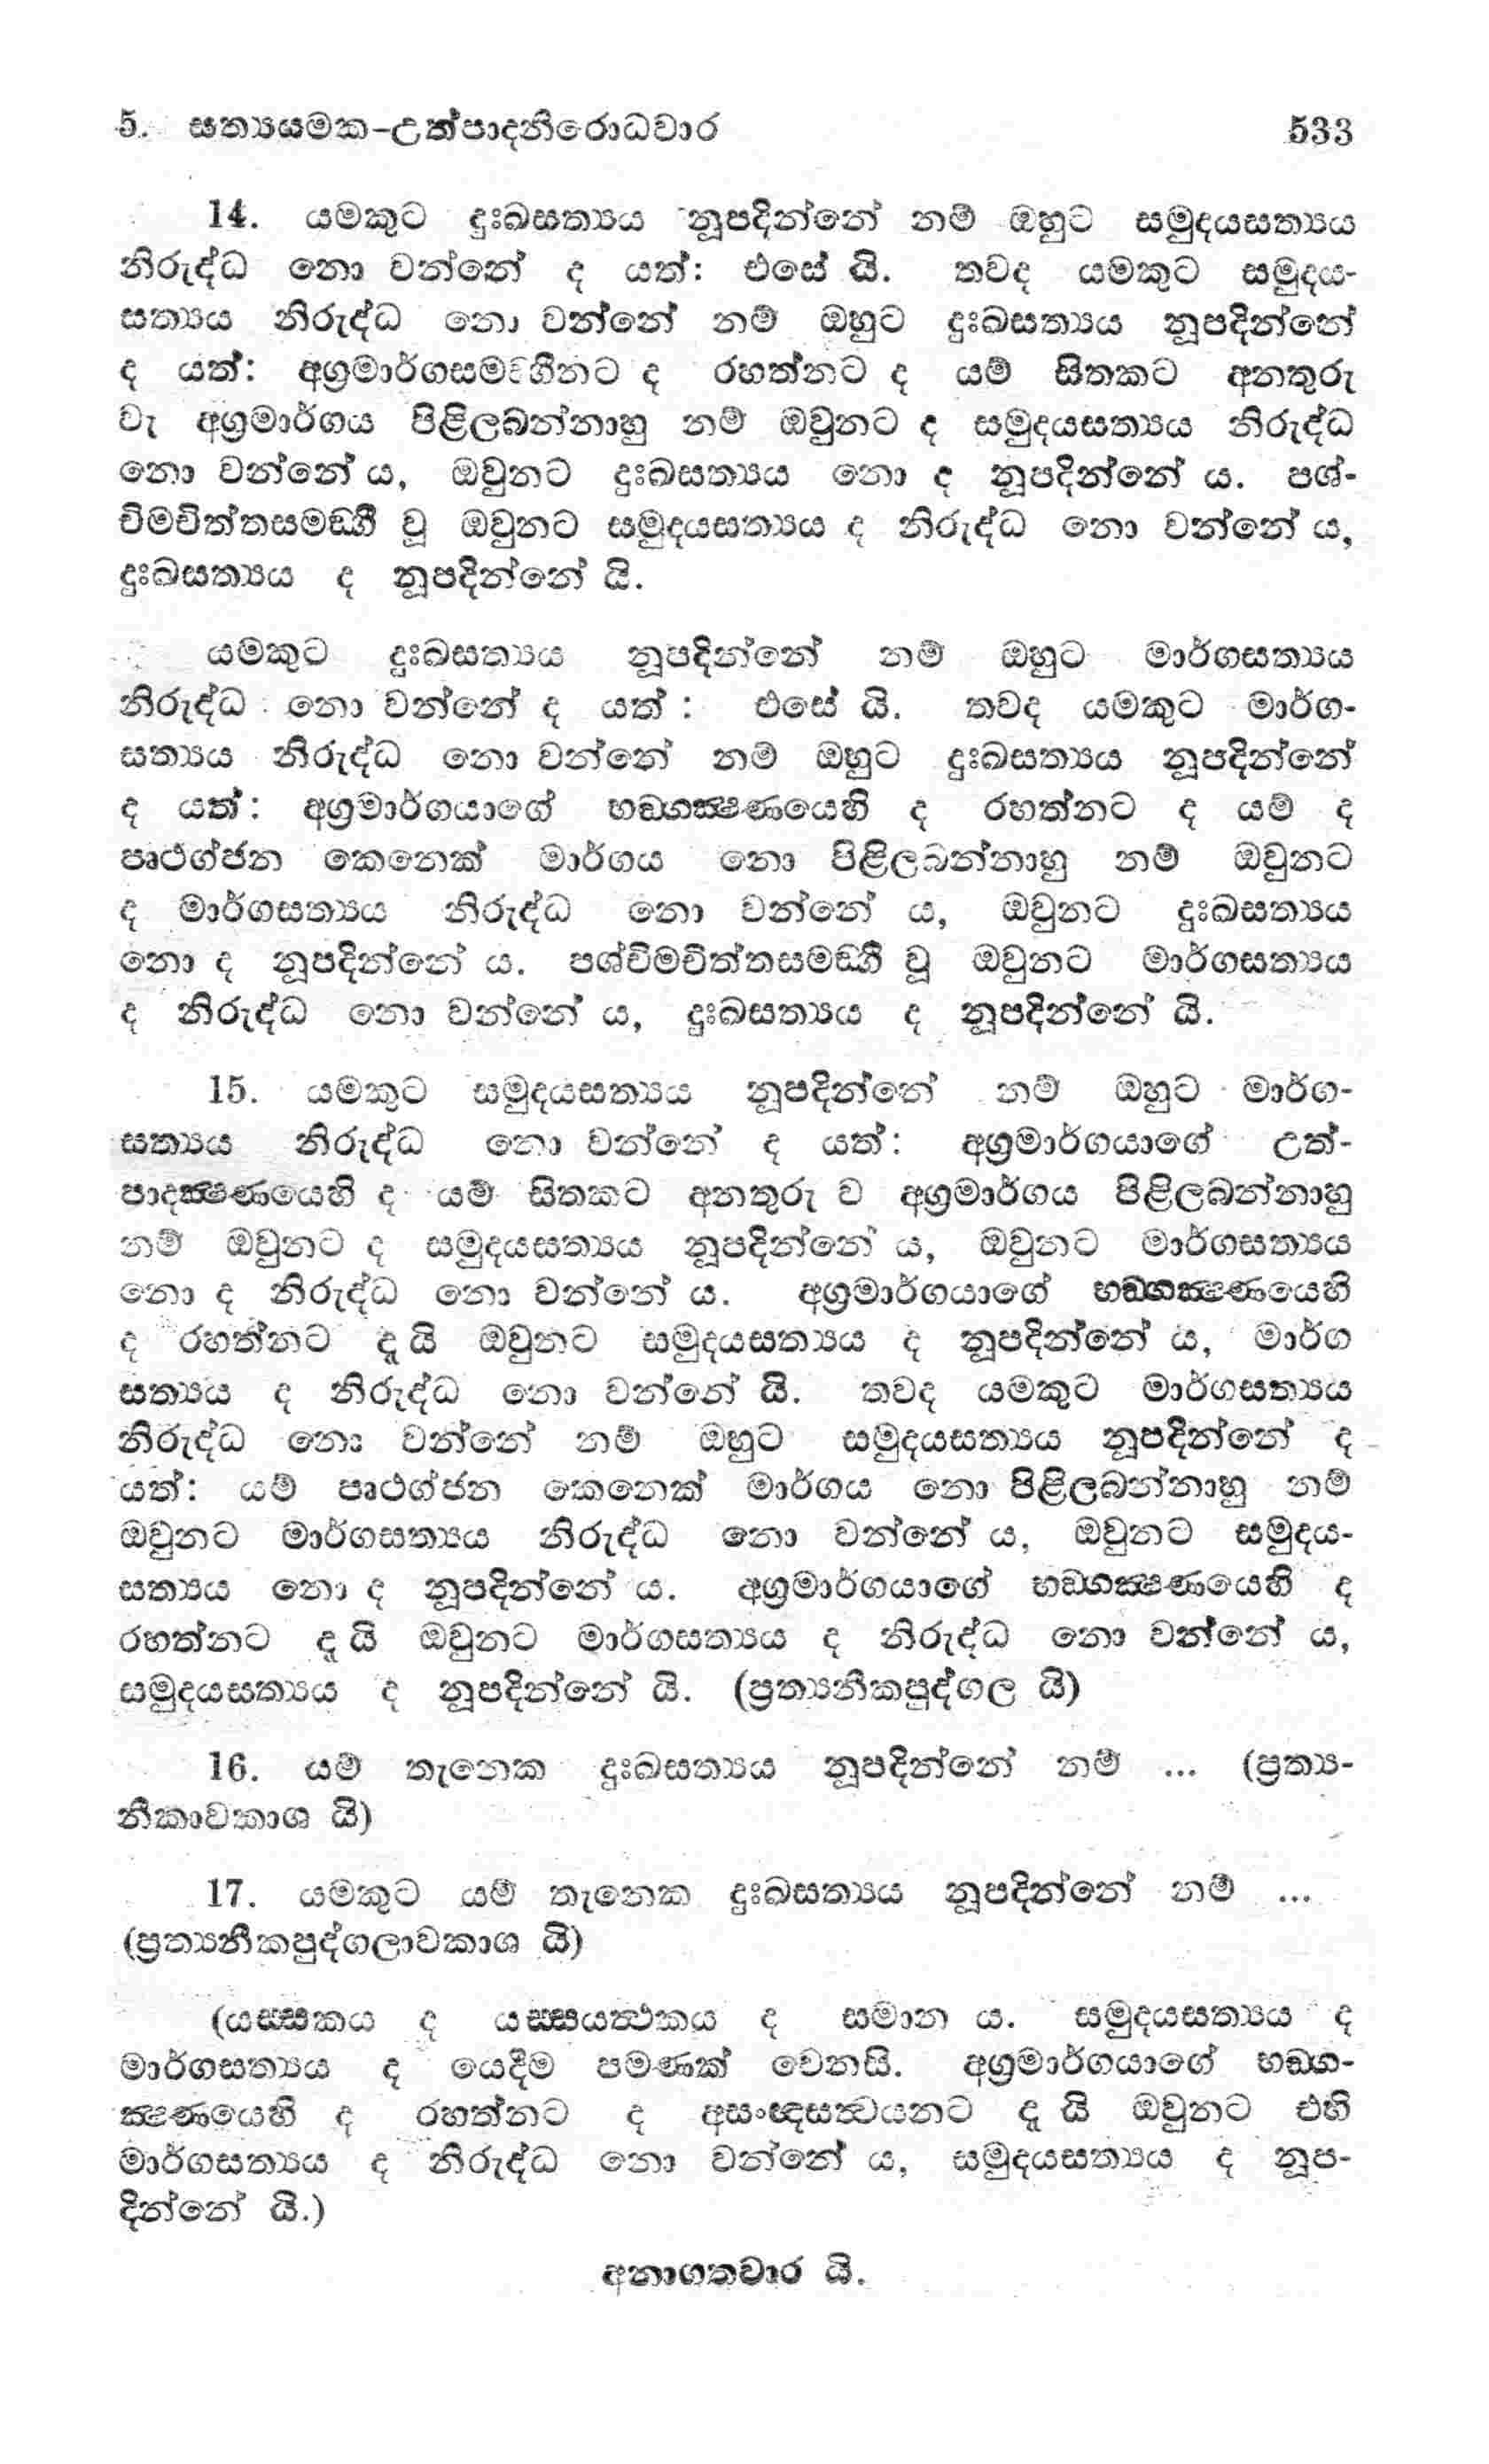 5. සත්‍යයමක-උත්පාදනිරොධවාර 533
14. යමකුට දුඃඛසත්‍යය නූපදින්නේ නම් ඔහුට සමුදයසත්‍යය
නිරුද්ධ නො වන්නේ ද යත්: එසේ යි. තවද යමකුට සමුදය-
සත්‍යය නිරුද්ධ නො වන්නේ නම් ඔහුට දුඃඛසත්‍යය නූපදින්නේ
ද යත්: අග්‍රමාර්ගසමඞ්ගීනට ද රහත්නට ද යම් සිතකට අනතුරු
වැ අග්‍රමාර්ගය පිළිලබන්නාහු නම් ඔවුනට ද සමුදයසත්‍යය නිරුද්ධ
නො වන්නේ ය, ඔවුනට දුඃඛසත්‍යය නො ද නූපදින්නේ ය. පශ්-
චිමචිත්තසමඞ්ගී වූ ඔවුනට සමුදයසත්‍යය ද නිරුද්ධ නො වන්නේ ය,
දුඃඛසත්‍යය ද නූපදින්නේ යි.
යමකුට දුඃඛසත්‍යය නූපදින්නේ නම් ඔහුට මාර්ගසත්‍යය
නිරුද්ධ නො වන්නේ ද යත් : එසේ යි. තවද යමකුට මාර්ග-
සත්‍යය නිරුද්ධ නො වන්නේ නම් ඔහුට දුඃඛසත්‍යය නූපදින්නේ
ද යත්: අග්‍රමාර්ගයාගේ භඞ්ගක්‍ෂණයෙහි ද රහත්නට ද යම් ද
පෘථග්ජන කෙනෙක් මාර්ගය නො පිළිලබන්නාහු නම් ඔවුනට
ද මාර්ගසත්‍යය නිරුද්ධ නො වන්නේ ය, ඔවුනට දුඃඛසත්‍යය
නො ද නූපදින්නේ ය. පශ්චිමචිත්තසමඞ්ගී වූ ඔවුනට මාර්ගසත්‍යය
ද නිරුද්ධ නො වන්නේ ය, දුඃඛසත්‍යය ද නූපදින්නේ යි.
15. යමකුට සමුදයසත්‍යය නූපදින්නේ නම් ඔහුට මාර්ග-
සත්‍යය නිරුද්ධ නො වන්නේ ද යත්: අග්‍රමාර්ගයාගේ උත්-
පාදක්‍ෂණයෙහි ද යම් සිතකට අනතුරු ව අග්‍රමාර්ගය පිළිලබන්නාහු
නම් ඔවුනට ද සමුදයසත්‍යය නූපදින්නේ ය, ඔවුනට මාර්ගසත්‍යය
නො ද නිරුද්ධ නො වන්නේ ය. අග්‍රමාර්ගයාගේ භඞ්ගක්‍ෂණයෙහි
ද රහත්නට දැ යි ඔවුනට සමුදයසත්‍යය ද නූපදින්නේ ය, මාර්ග
සත්‍යය ද නිරුද්ධ නො වන්නේ යි. තවද යමකුට මාර්ගසත්‍යය
නිරුද්ධ නො වන්නේ නම් ඔහුට සමුදයසත්‍යය නූපදින්නේ ද
යත්: යම් පෘථග්ජන කෙනෙක් මාර්ගය නො පිළිලබන්නාහු නම්
ඔවුනට මාර්ගසත්‍යය නිරුද්ධ නො වන්නේ ය, ඔවුනට සමුදය-
සත්‍යය නො ද නූපදින්නේ ය. අග්‍රමාර්ගයාගේ භඞ්ගක්‍ෂණයෙහි ද
රහත්නට දැ යි ඔවුනට මාර්ගසත්‍යය ද නිරුද්ධ නො වන්නේ ය,
සමුදයසත්‍යය ද නූපදින්නේ යි. (ප්‍රත්‍යනීකපුද්ගල යි)
16. යම් තැනෙක දුඃඛසත්‍යය නූපදින්නේ නම් ... (ප්‍රත්‍ය-
නීකාවකාශ යි)
17. යමකුට යම් තැනෙක දුඃඛසත්‍යය නූපදින්නේ නම් ...
(ප්‍රත්‍යනීකපුද්ගලාවකාශ යි)
(යස්සකය ද යස්සයත්‍ථකය ද සමාන ය. සමුදයසත්‍යය ද
මාර්ගසත්‍යය ද යෙදීම පමණක් වෙනසි. අග්‍රමාර්ගයාගේ භඞ්ග-
ක්‍ෂණයෙහි ද රහත්නට ද අසංඥසත්‍වයනට දැ යි ඔවුනට එහි
මාර්ගසත්‍යය ද නිරුද්ධ නො වන්නේ ය, සමුදයසත්‍යය ද නූප-
දින්නේ යි.)
අනාගතවාර යි.